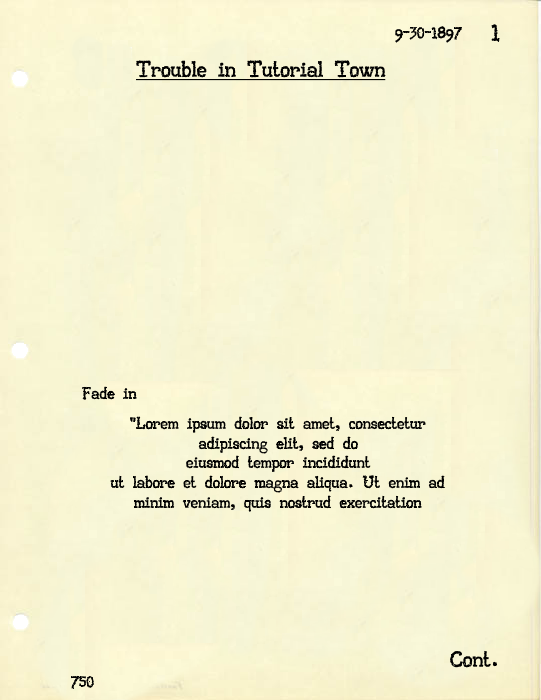 9-30-1897 1
Trouble in Tutorial Town
Fade in
"Lorem ipsum dolor sit amet, consectetur
adipiscing elit, sed do
eiusmod tempor incididunt
ut labore et dolore magna aliqua. Ut enim ad
minim veniam, quis nostrud exercitation
Cont.
750